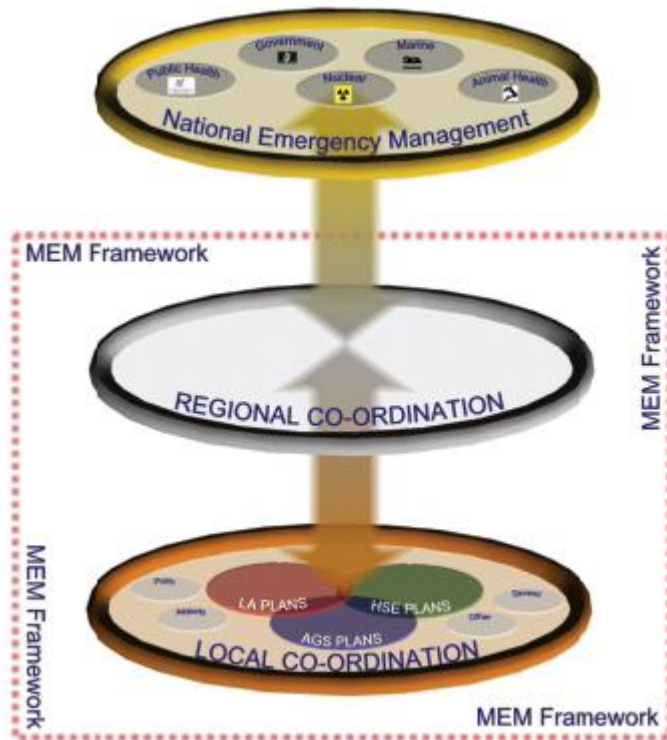 Government
Marine
Public Health
Nuclear
Animal Health
National Emergency Management
MEM Framework
MEM Framework
REGIONAL CO-ORDINATION
MEM Framework
LA PLANS
HSE PLANS
AGS PLANS
Other
LOCAL CO-ORDINATION
MEM Framework